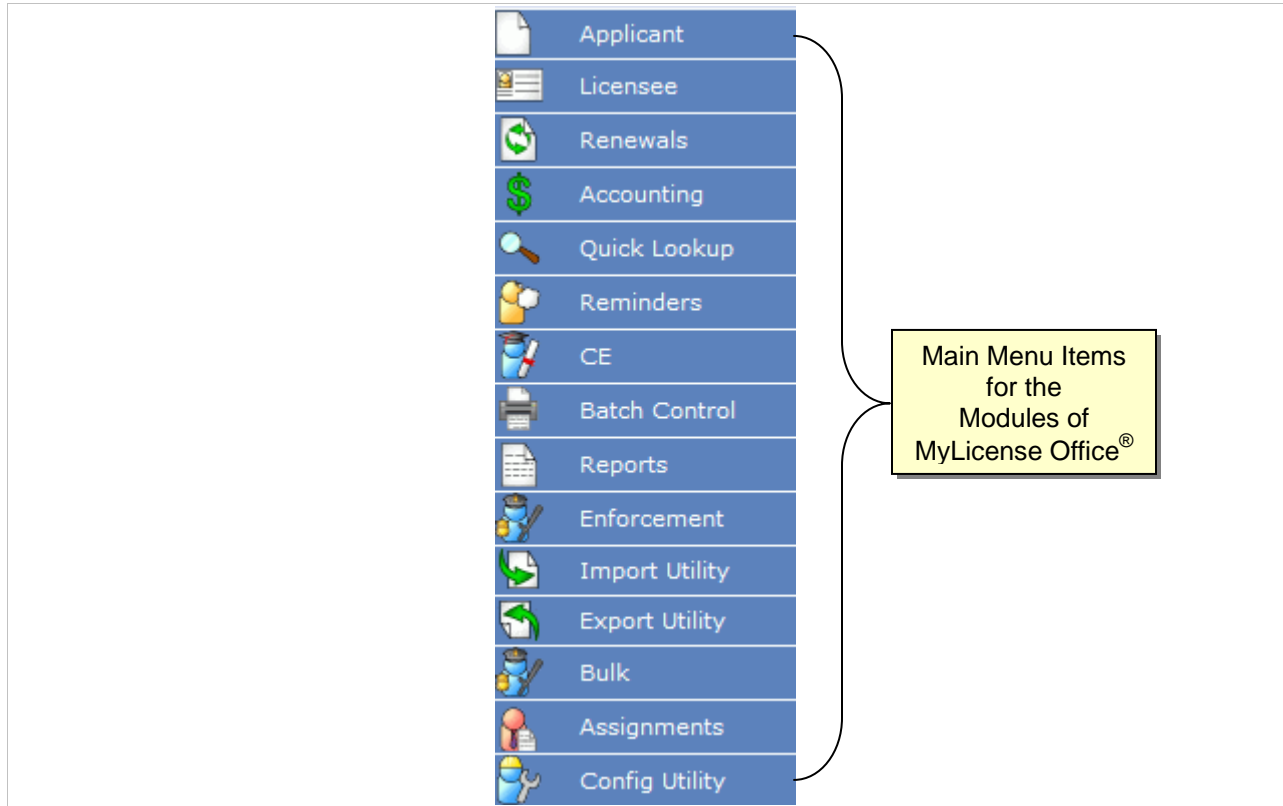 Applicant
Licensee
Renewals
Accounting
Quick Lookup
Reminders
CE
Batch Control
Reports
Enforcement
Import Utility
Export Utility
Bulk
Assignments
Config Utility
Main Menu Items
for the
Modules of
MyLicense Office®